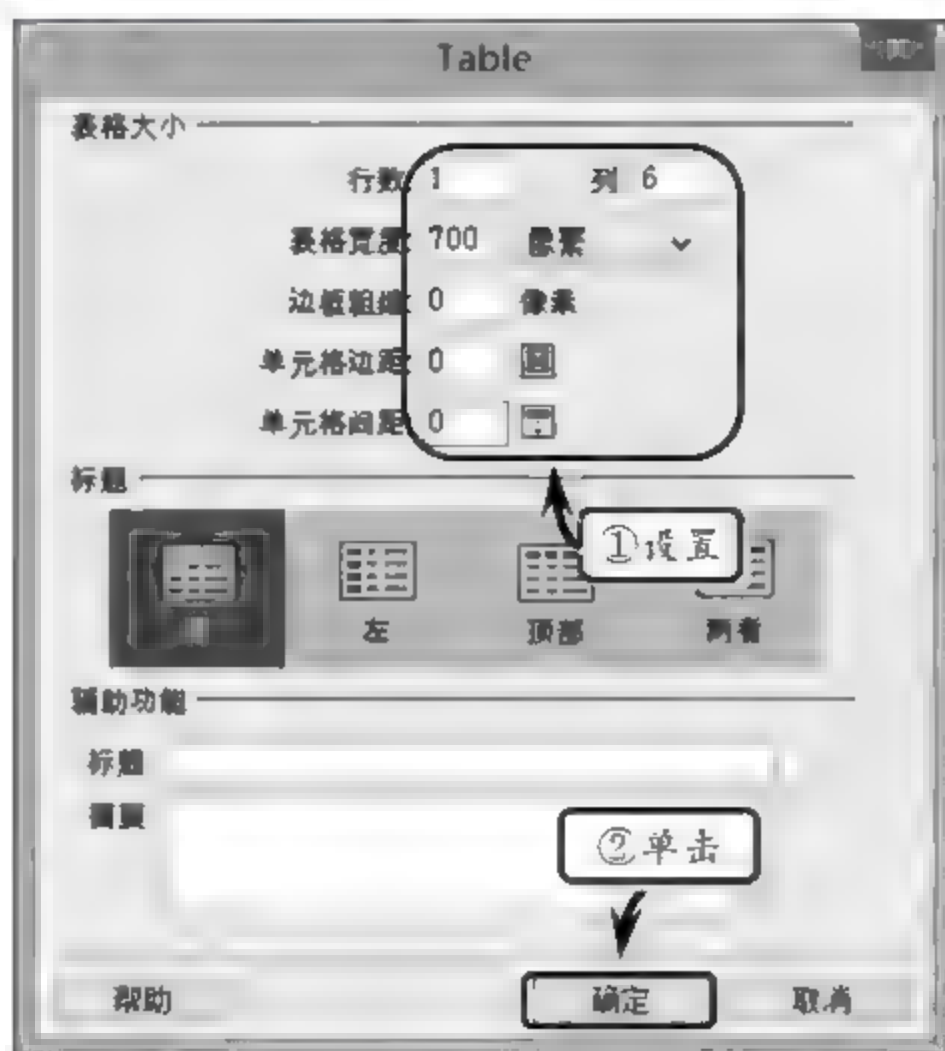 Table
表格大小
行数: 1 列 6
表格宽度: 700 像素
边框粗细: 0 像素
单元格边距: 0
单元格间距: 0
标题
①设置
左 顶部 两者
辅助功能
标题
摘要
②单击
帮助 确定 取消